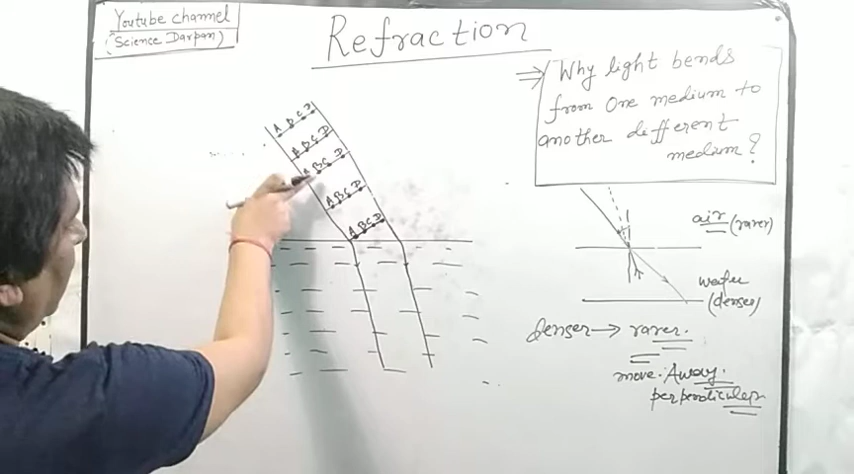 Youtube channel
(Science Darpan)
Refraction
⇒ Why light bends
from One medium to
another different
medium?
A B C D
A B C D
A B C D
A B C D
A B C D
air (rarer)
water
(denser)
denser → rarer.
move. Away.
perpendicular